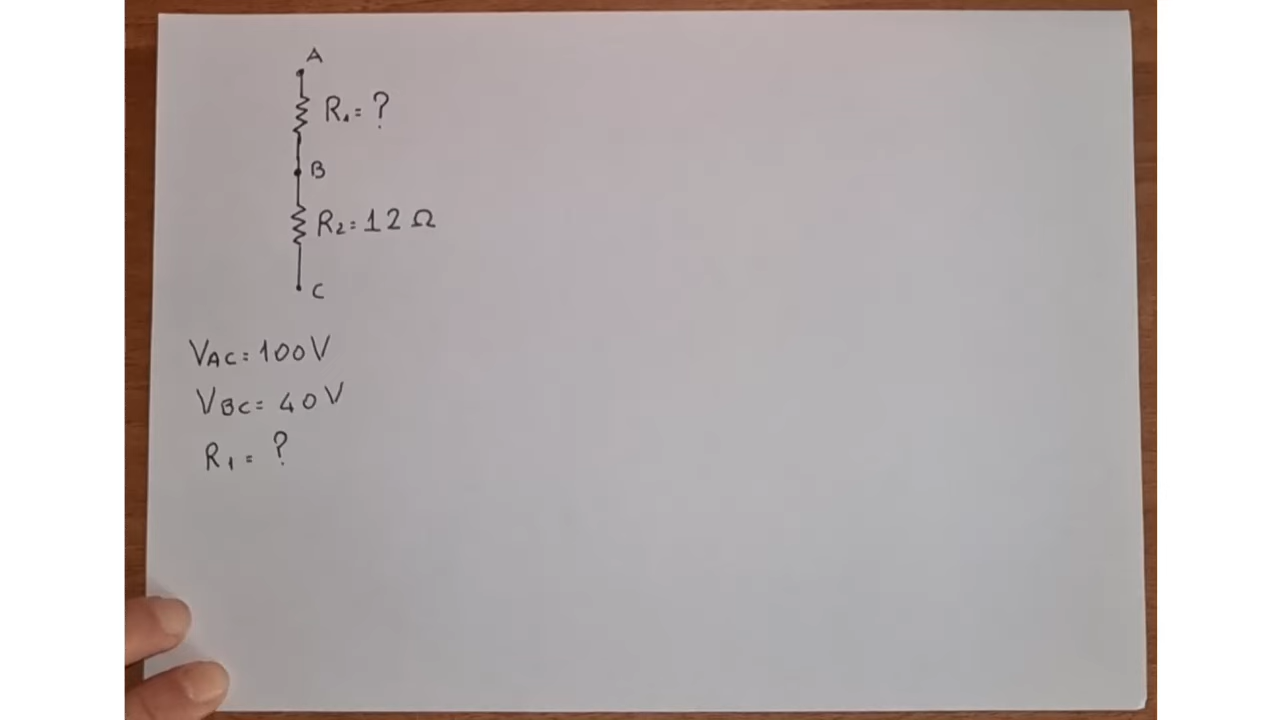 A
R₁= ?
B
R₂= 12 Ω
C
VAC= 100V
VBC= 40V
R₁ = ?